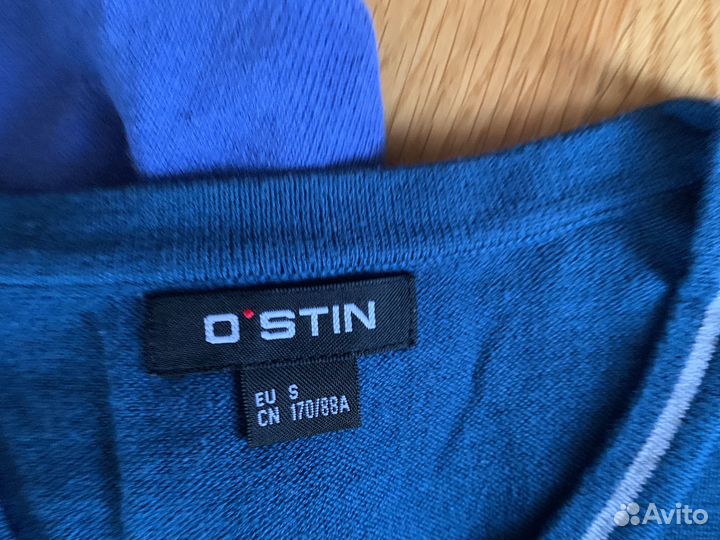 O'STIN
EU S
CN 170/88A
Avito